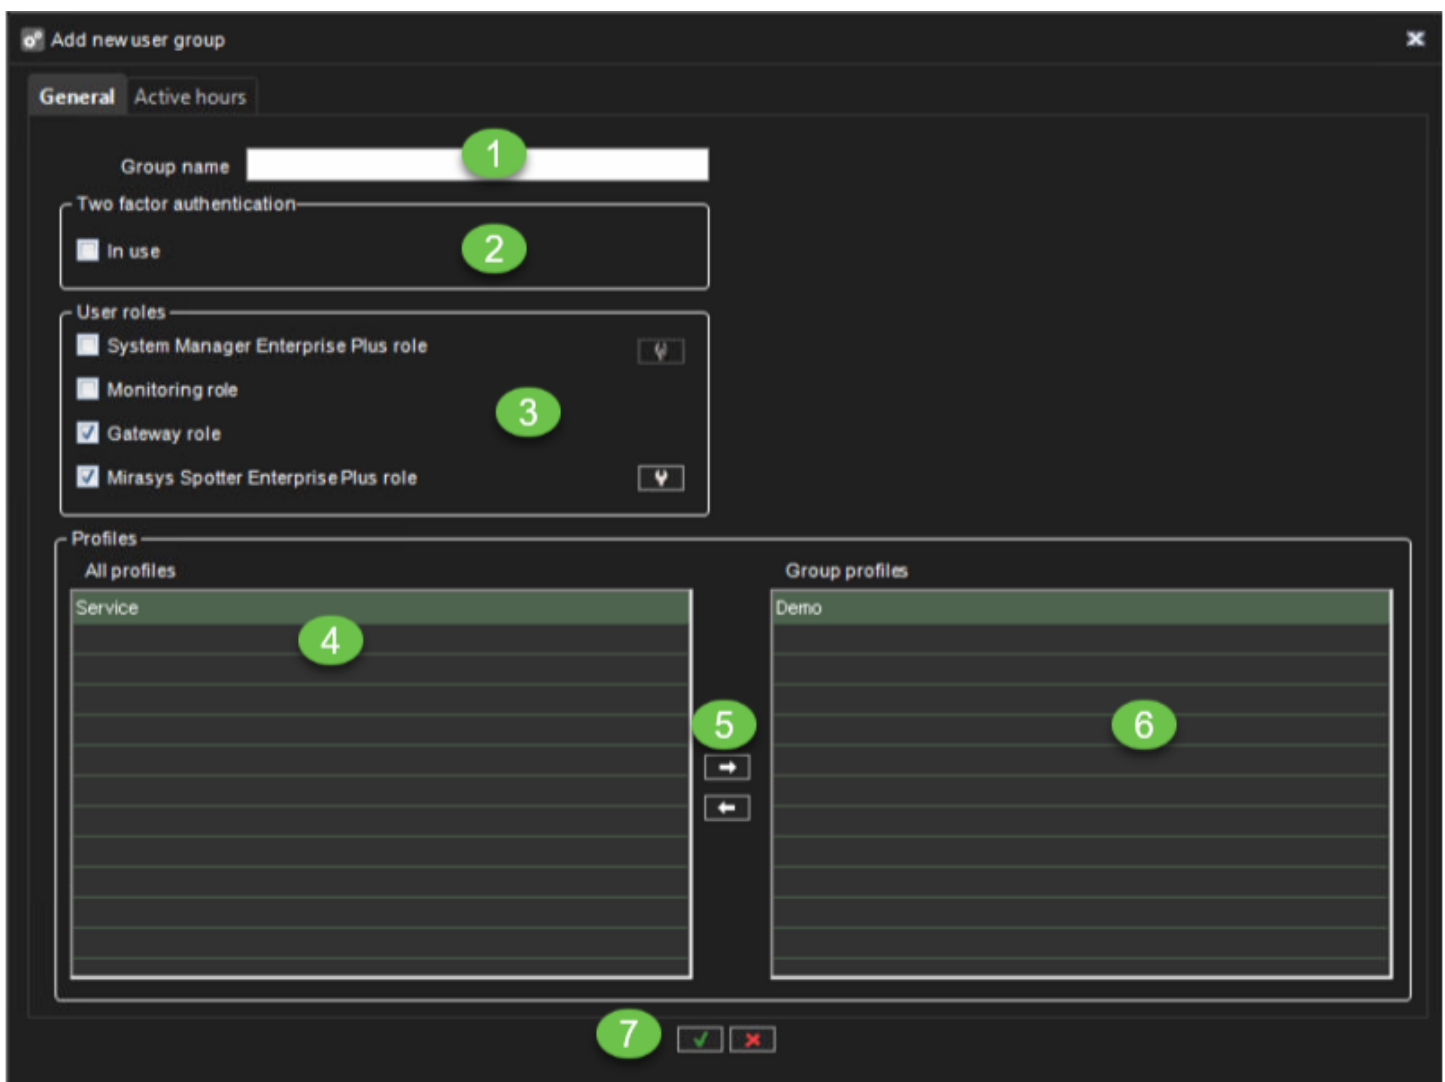 Add new user group
General Active hours
1
Group name
Two factor authentication
In use
2
User roles
System Manager Enterprise Plus role
Monitoring role
3
Gateway role
Mirasys Spotter Enterprise Plus role
Profiles
All profiles
Group profiles
Service
Demo
4
5
6
7